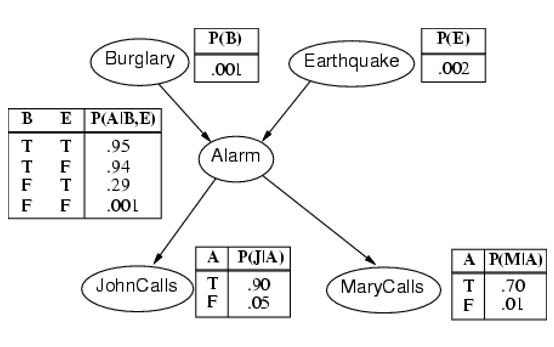 Burglary
P(B)
.001
Earthquake
P(E)
.002
B E P(A|B,E)
T T .95
T F .94
F T .29
F F .001
Alarm
JohnCalls
A P(J|A)
T .90
F .05
MaryCalls
A P(M|A)
T .70
F .01